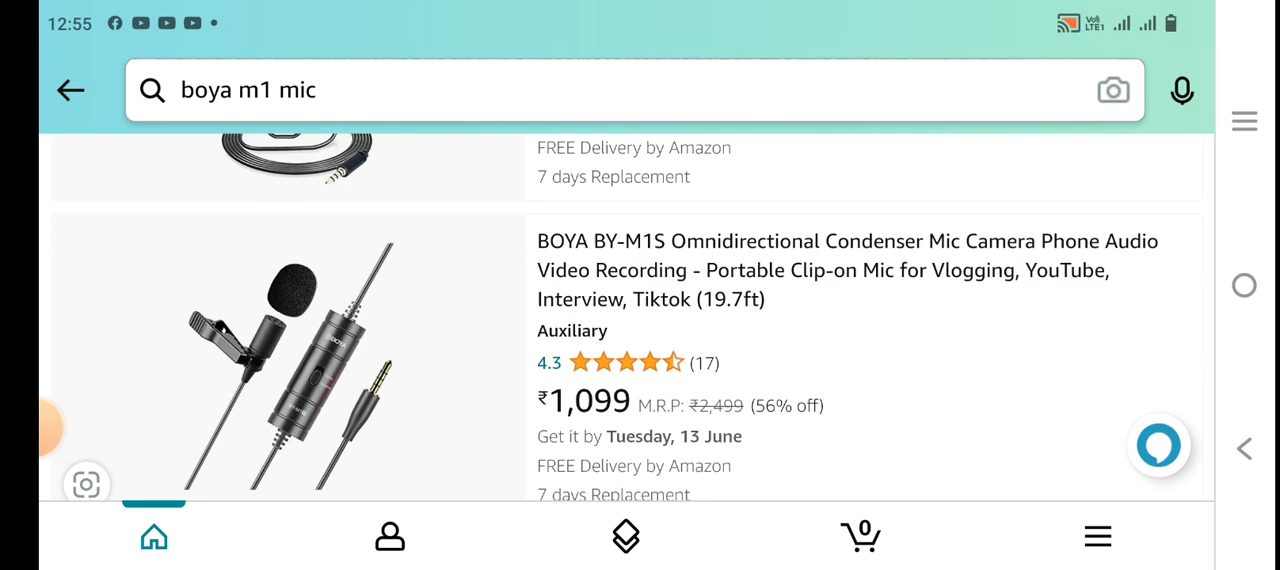 12:55
VoD
LTE1
boya m1 mic
FREE Delivery by Amazon
7 days Replacement
BOYA BY-M1S Omnidirectional Condenser Mic Camera Phone Audio
Video Recording - Portable Clip-on Mic for Vlogging, YouTube,
Interview, Tiktok (19.7ft)
Auxiliary
4.3 (17)
₹1,099 M.R.P: ₹2,499 (56% off)
Get it by Tuesday, 13 June
FREE Delivery by Amazon
7 days Replacement
BOYA
0